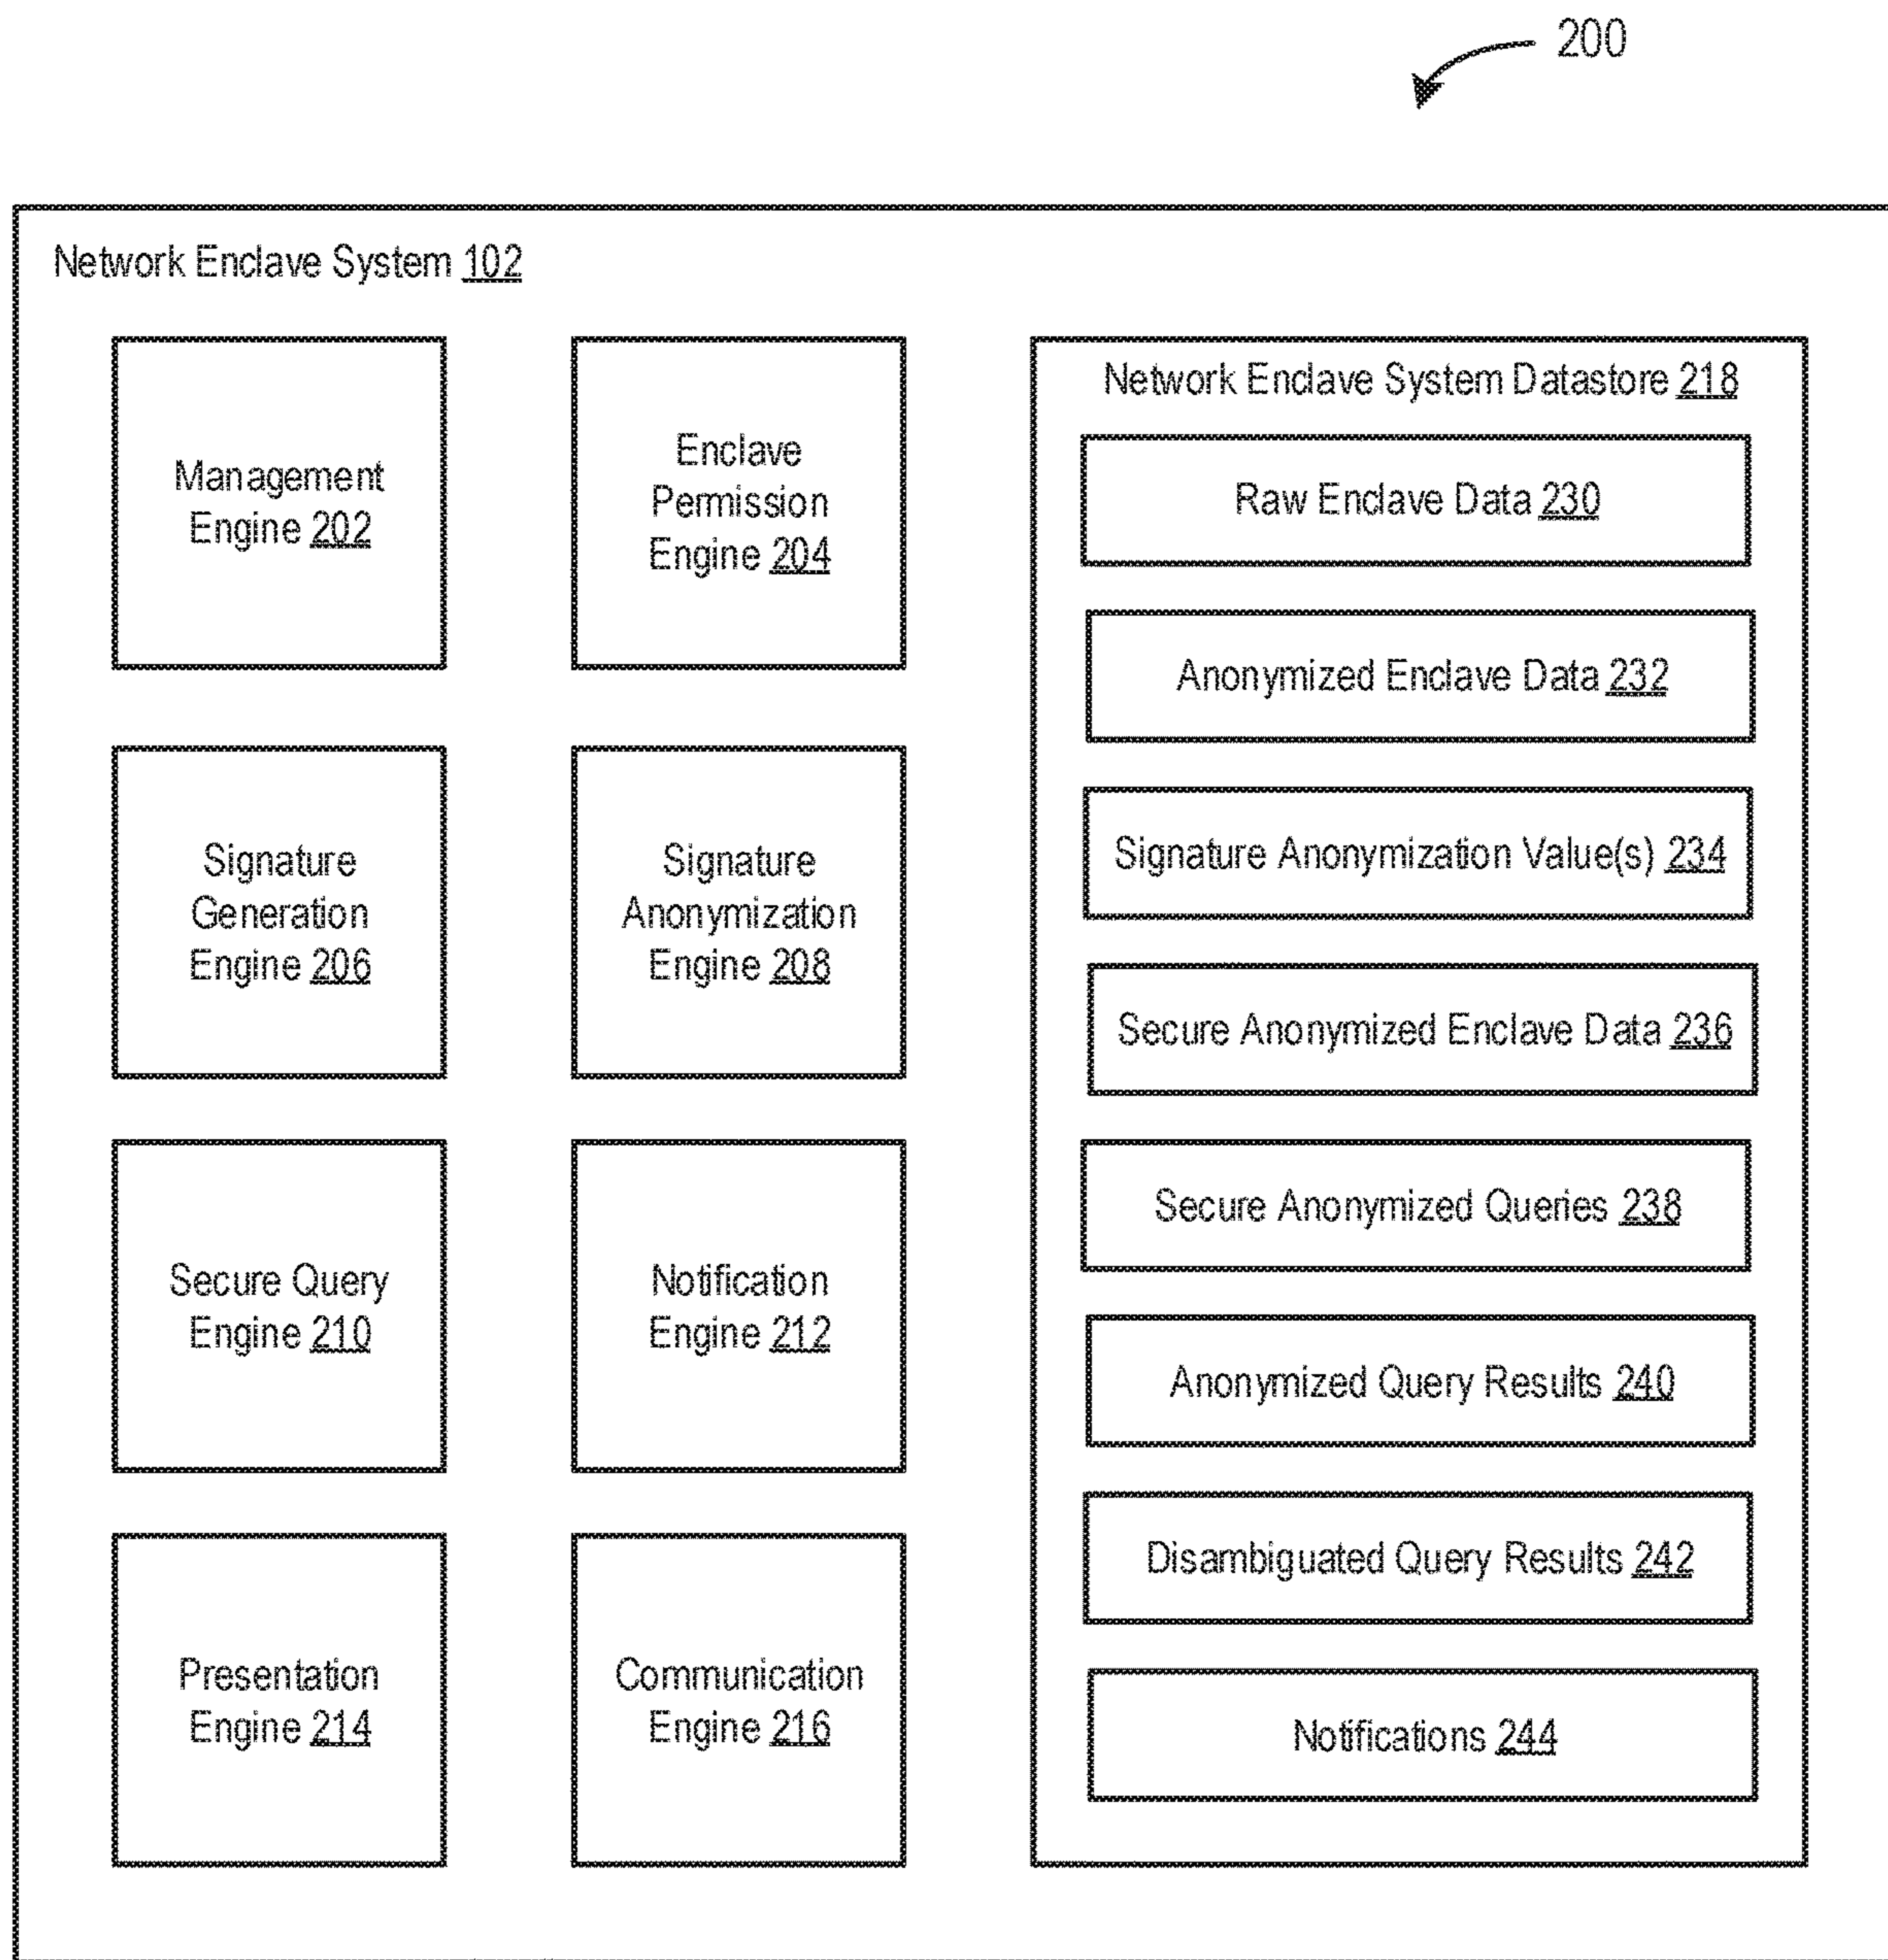 200
Network Enclave System 102
Management
Engine 202
Enclave
Permission
Engine 204
Signature
Generation
Engine 206
Signature
Anonymization
Engine 208
Secure Query
Engine 210
Notification
Engine 212
Presentation
Engine 214
Communication
Engine 216
Network Enclave System Datastore 218
Raw Enclave Data 230
Anonymized Enclave Data 232
Signature Anonymization Value(s) 234
Secure Anonymized Enclave Data 236
Secure Anonymized Queries 238
Anonymized Query Results 240
Disambiguated Query Results 242
Notifications 244